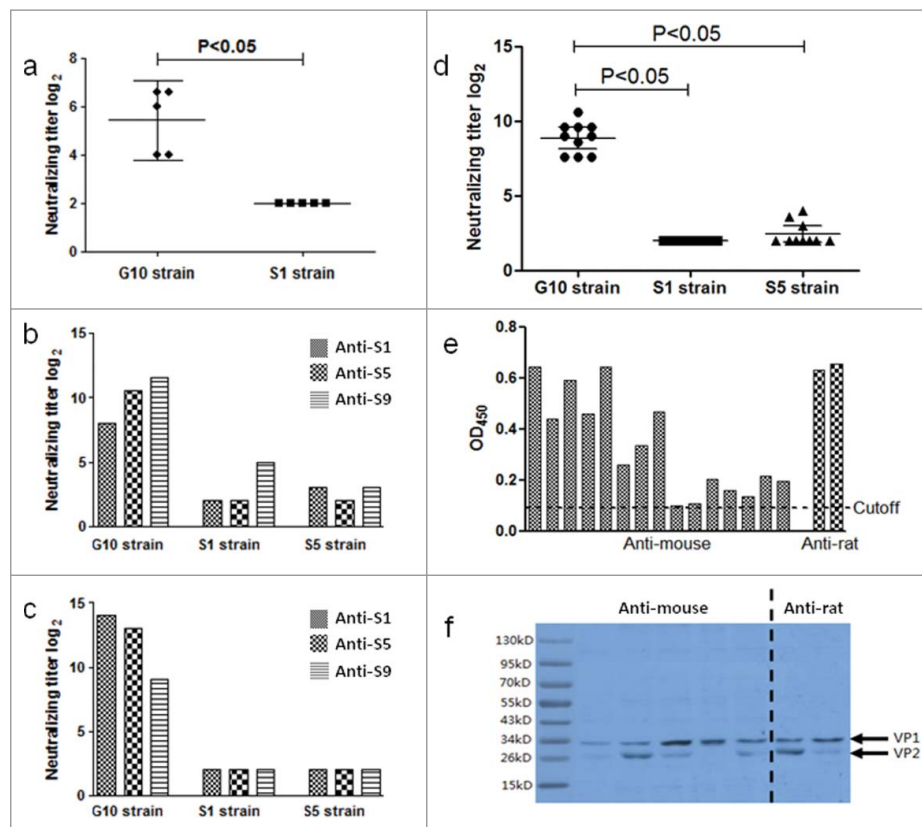 a
P<0.05
Neutralizing titer log2
8
6
4
2
0
G10 strain
S1 strain
d
P<0.05
P<0.05
Neutralizing titer log2
15
10
5
0
G10 strain
S1 strain
S5 strain
b
Neutralizing titer log2
15
10
5
0
Anti-S1
Anti-S5
Anti-S9
G10 strain
S1 strain
S5 strain
e
OD450
0.8
0.6
0.4
0.2
0.0
Cutoff
Anti-mouse
Anti-rat
c
Neutralizing titer log2
15
10
5
0
Anti-S1
Anti-S5
Anti-S9
G10 strain
S1 strain
S5 strain
f
Anti-mouse
Anti-rat
130kD
95kD
70kD
55kD
43kD
34kD
26kD
15kD
VP1
VP2